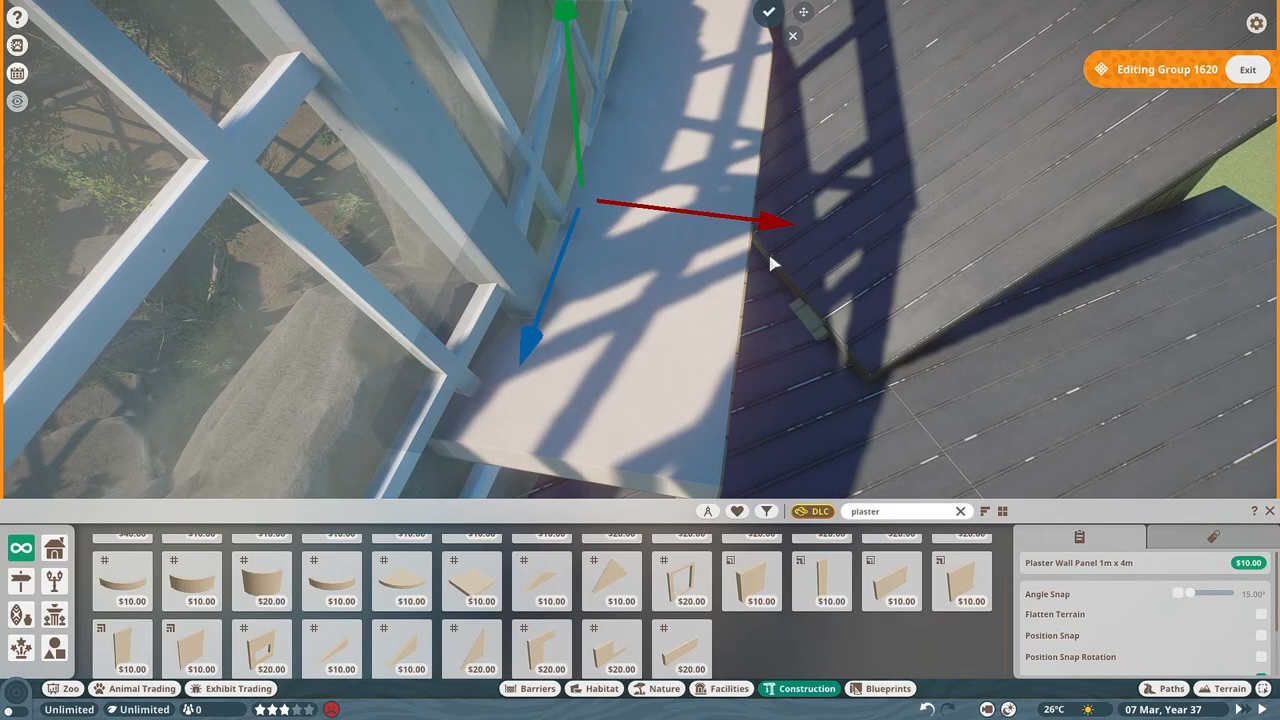 Editing Group 1620
Exit
DLC
plaster
$10.00 $10.00 $20.00 $10.00 $10.00 $10.00 $10.00 $10.00 $20.00 $10.00 $10.00 $10.00 $10.00
$10.00 $10.00 $20.00 $10.00 $10.00 $10.00 $20.00 $20.00 $20.00
Plaster Wall Panel 1m x 4m
$10.00
Angle Snap
15.00°
Flatten Terrain
Position Snap
Position Snap Rotation
Zoo
Animal Trading
Exhibit Trading
Barriers
Habitat
Nature
Facilities
Construction
Blueprints
Paths
Terrain
Unlimited
Unlimited
0
26°C
07 Mar, Year 37